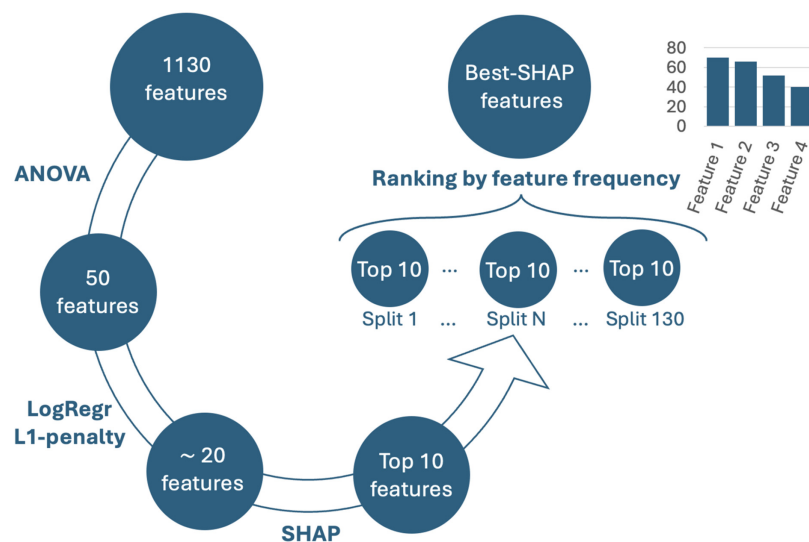 1130
features
ANOVA
50
features
LogRegr
L1-penalty
~ 20
features
SHAP
Top 10
features
Best-SHAP
features
Ranking by feature frequency
Top 10 ... Top 10 ... Top 10
Split 1 ... Split N ... Split 130
80
60
40
20
0
Feature 1
Feature 2
Feature 3
Feature 4